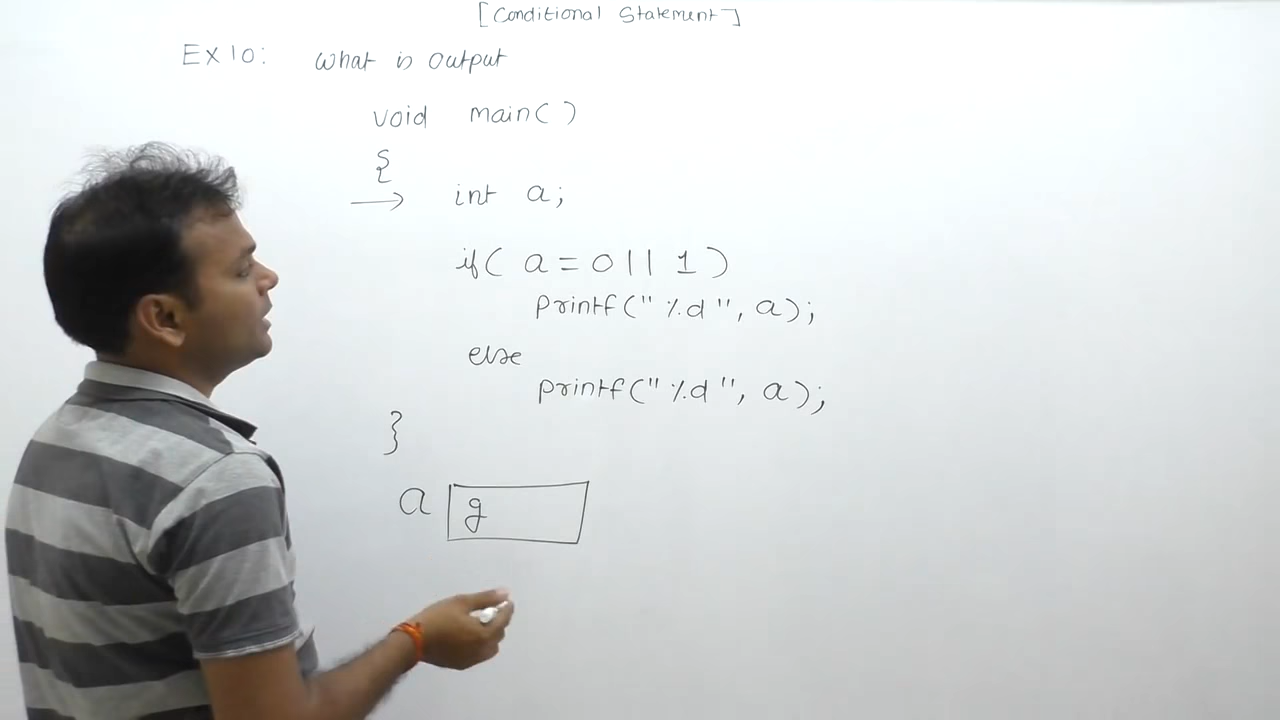 [Conditional Statement]
EX 10: what is output
void main( )
{
int a;
if( a = 0 || 1 )
printf(" %d ", a);
else
printf(" %d ", a);
}
a g